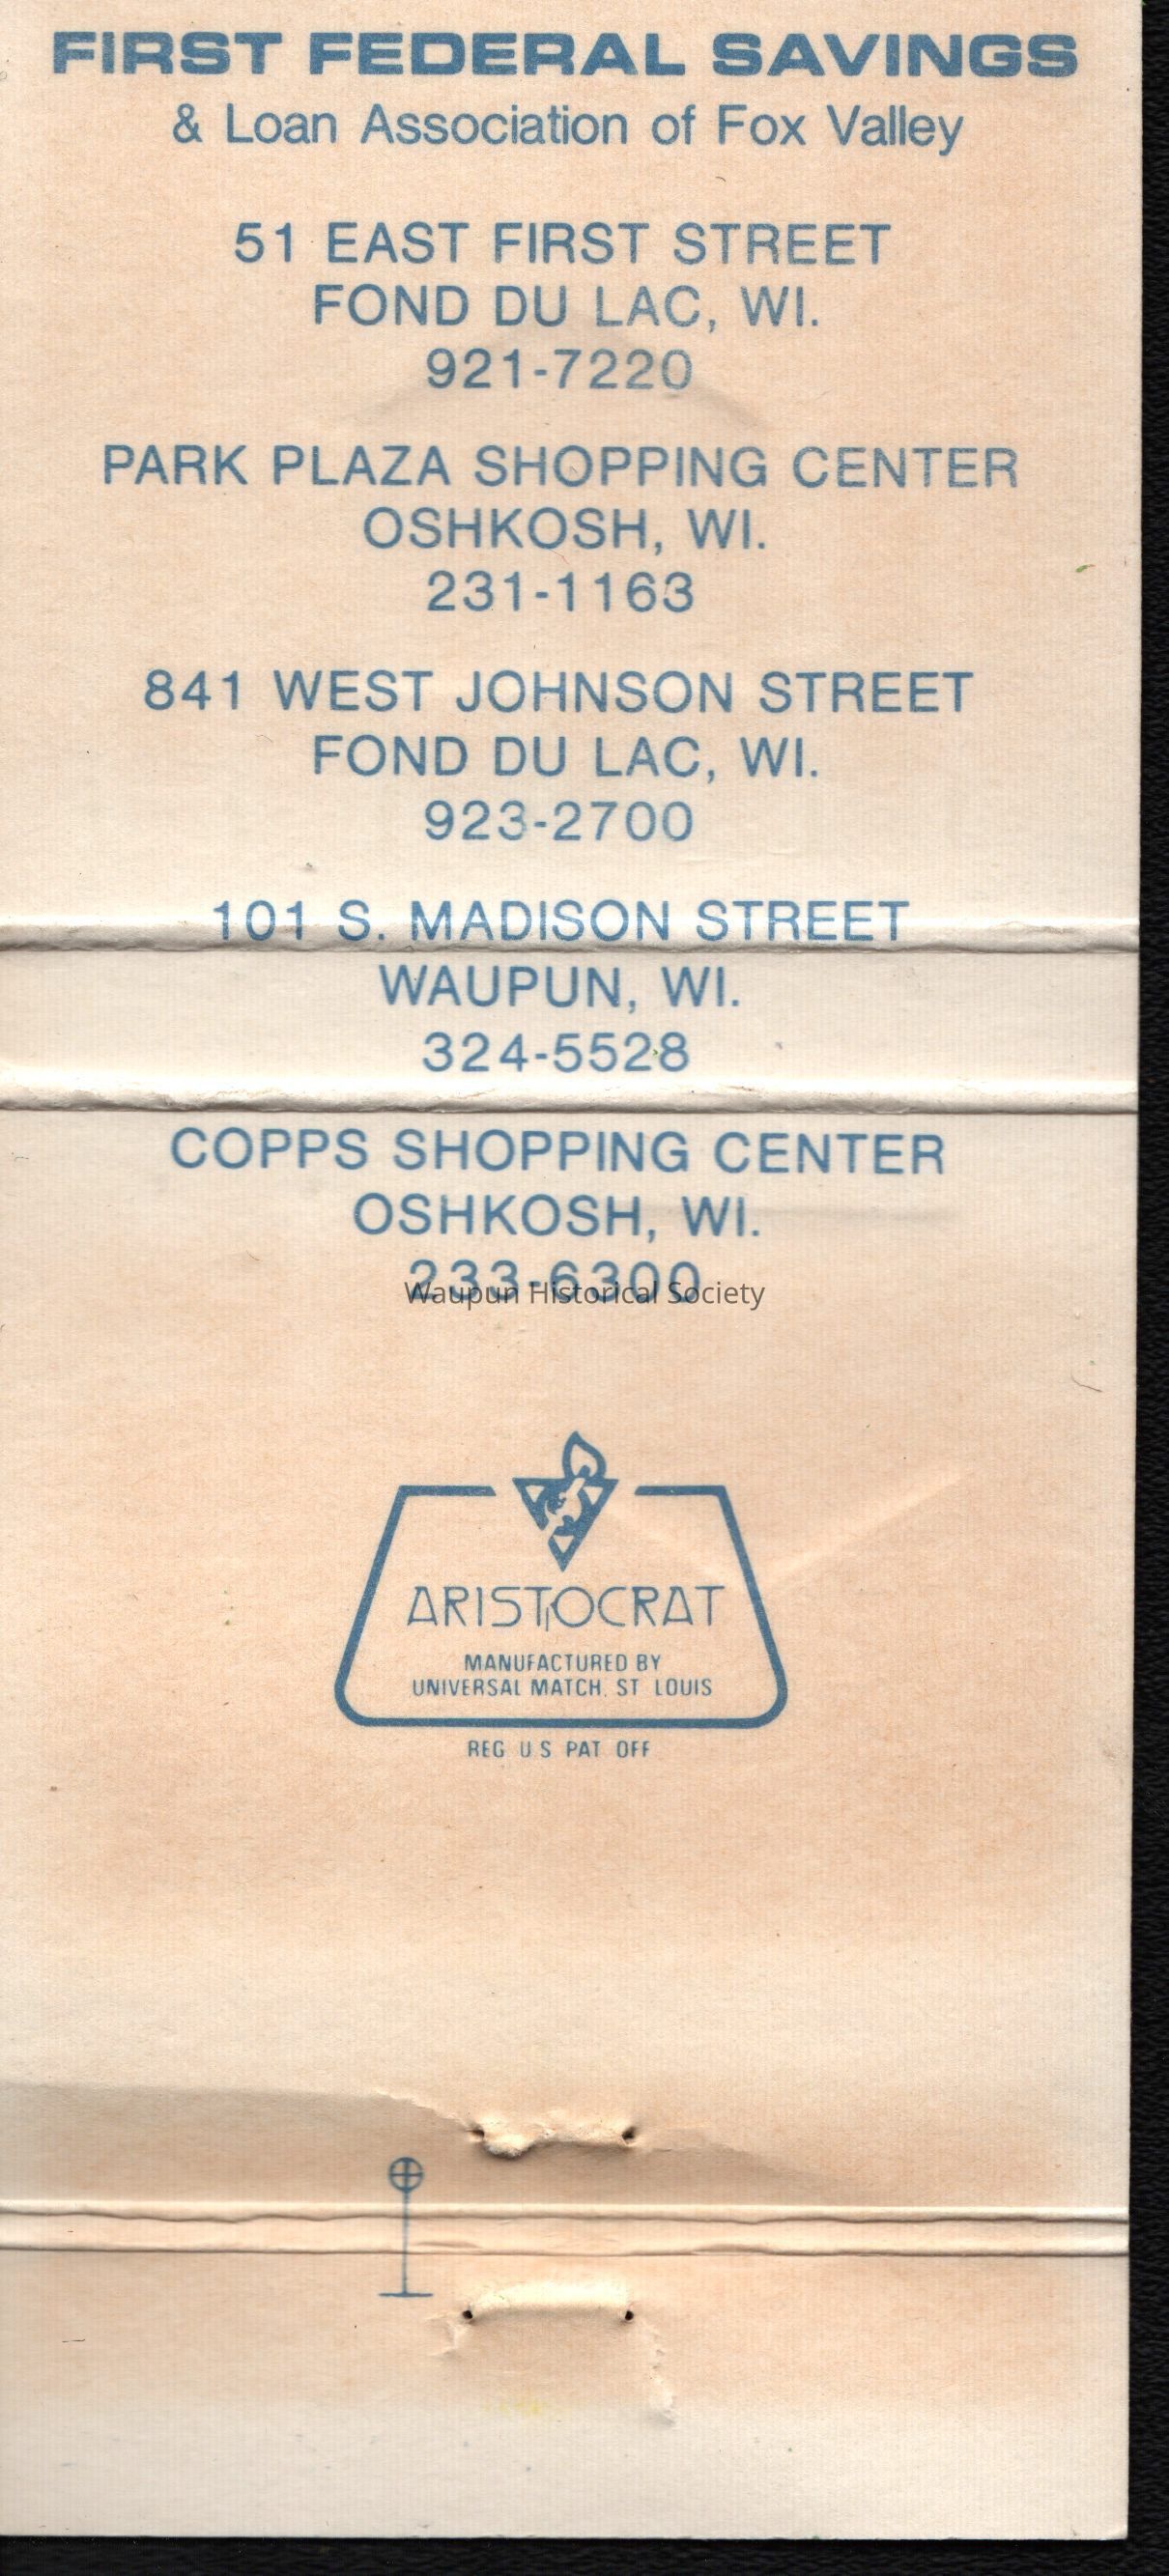 FIRST FEDERAL SAVINGS
& Loan Association of Fox Valley
51 EAST FIRST STREET
FOND DU LAC, WI.
921-7220
PARK PLAZA SHOPPING CENTER
OSHKOSH, WI.
231-1163
841 WEST JOHNSON STREET
FOND DU LAC, WI.
923-2700
101 S. MADISON STREET
WAUPUN, WI.
324-5528
COPPS SHOPPING CENTER
OSHKOSH, WI.
233-6300
Waupun Historical Society
ARISTOCRAT
MANUFACTURED BY
UNIVERSAL MATCH, ST LOUIS
REG U S PAT OFF